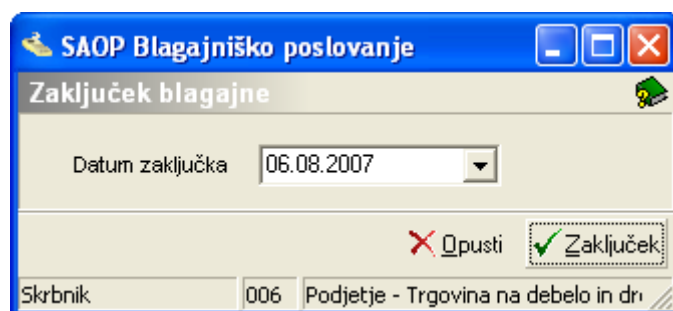 SAOP Blagajniško poslovanje
Zaključek blagajne
Datum zaključka 06.08.2007
Opusti Zaključek
Skrbnik 006 Podjetje - Trgovina na debelo in